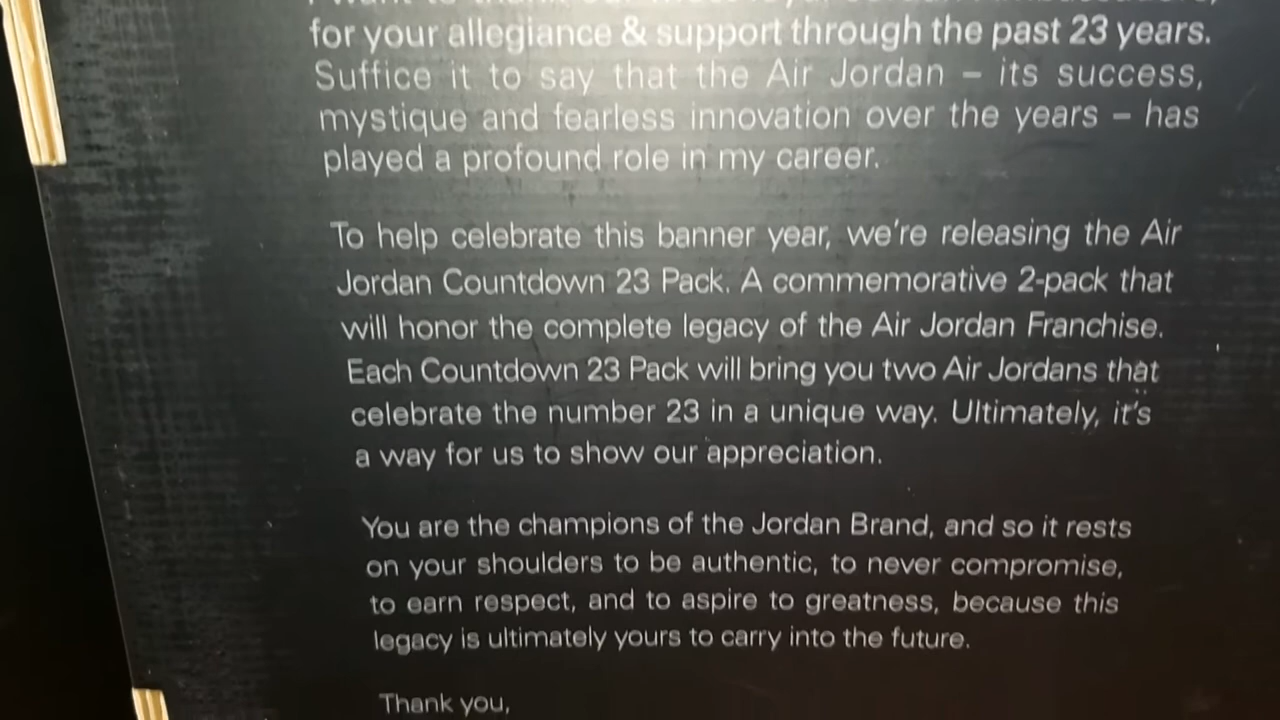 for your allegiance & support through the past 23 years.
Suffice it to say that the Air Jordan – its success,
mystique and fearless innovation over the years – has
played a profound role in my career.
To help celebrate this banner year, we're releasing the Air
Jordan Countdown 23 Pack. A commemorative 2-pack that
will honor the complete legacy of the Air Jordan Franchise.
Each Countdown 23 Pack will bring you two Air Jordans that
celebrate the number 23 in a unique way. Ultimately, it's
a way for us to show our appreciation.
You are the champions of the Jordan Brand, and so it rests
on your shoulders to be authentic, to never compromise,
to earn respect, and to aspire to greatness, because this
legacy is ultimately yours to carry into the future.
Thank you,